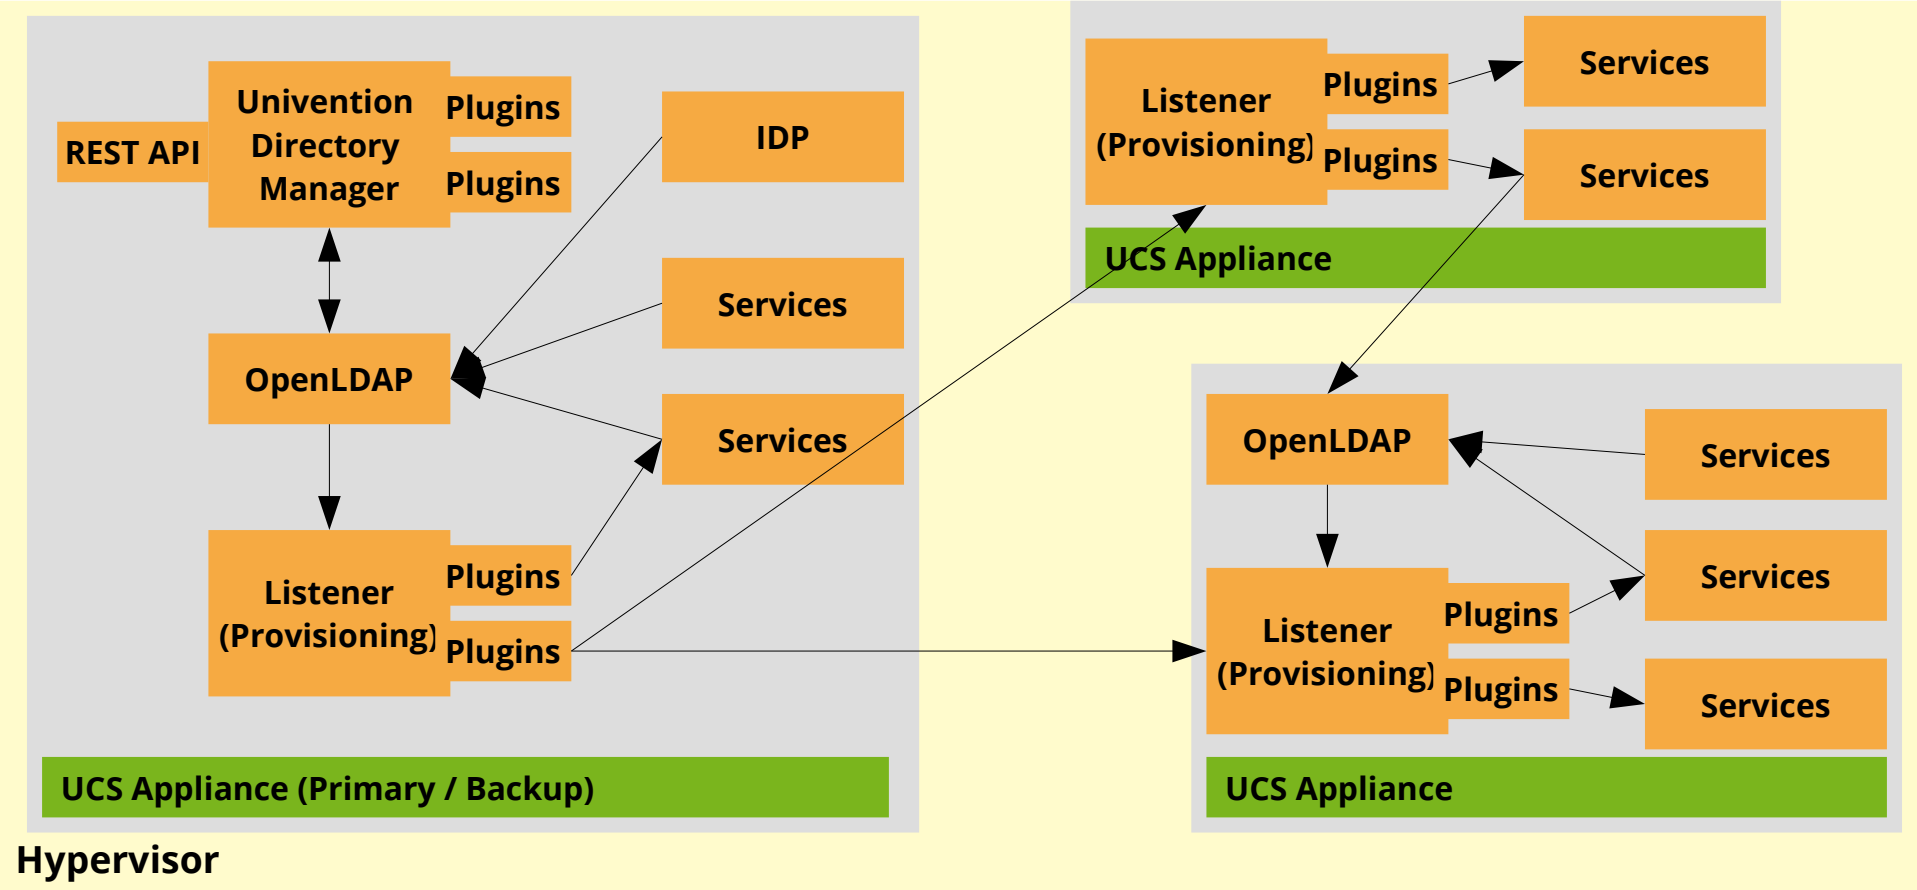 Univention
Directory
Manager
Plugins
Plugins
REST API
IDP
Services
OpenLDAP
Services
Listener
(Provisioning)
Plugins
Plugins
UCS Appliance (Primary / Backup)
Listener
(Provisioning)
Plugins
Plugins
Services
Services
UCS Appliance
OpenLDAP
Services
Services
Listener
(Provisioning)
Plugins
Plugins
Services
UCS Appliance
Hypervisor